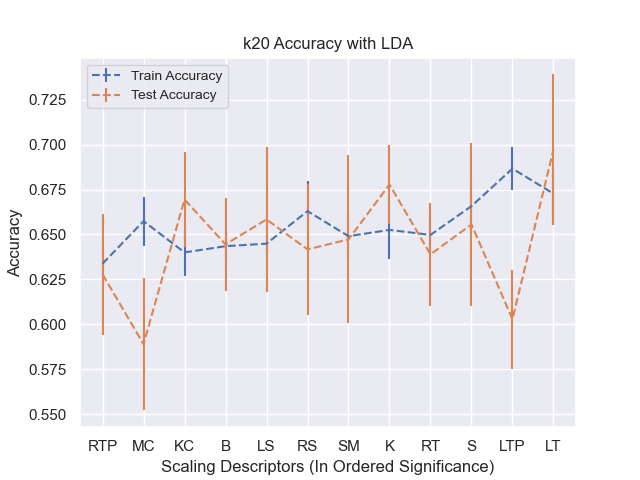 k20 Accuracy with LDA
Train Accuracy
Test Accuracy
Accuracy
0.725
0.700
0.675
0.650
0.625
0.600
0.575
0.550
RTP MC KC B LS RS SM K RT S LTP LT
Scaling Descriptors (In Ordered Significance)